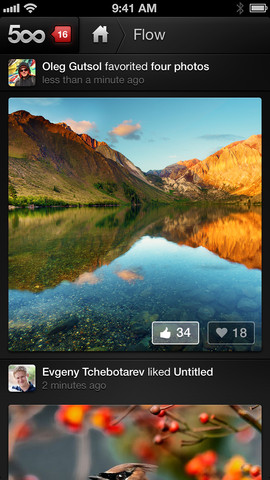 9:41 AM
500 16 Flow
Oleg Gutsol favorited four photos
less than a minute ago
34 18
Evgeny Tchebotarev liked Untitled
2 minutes ago